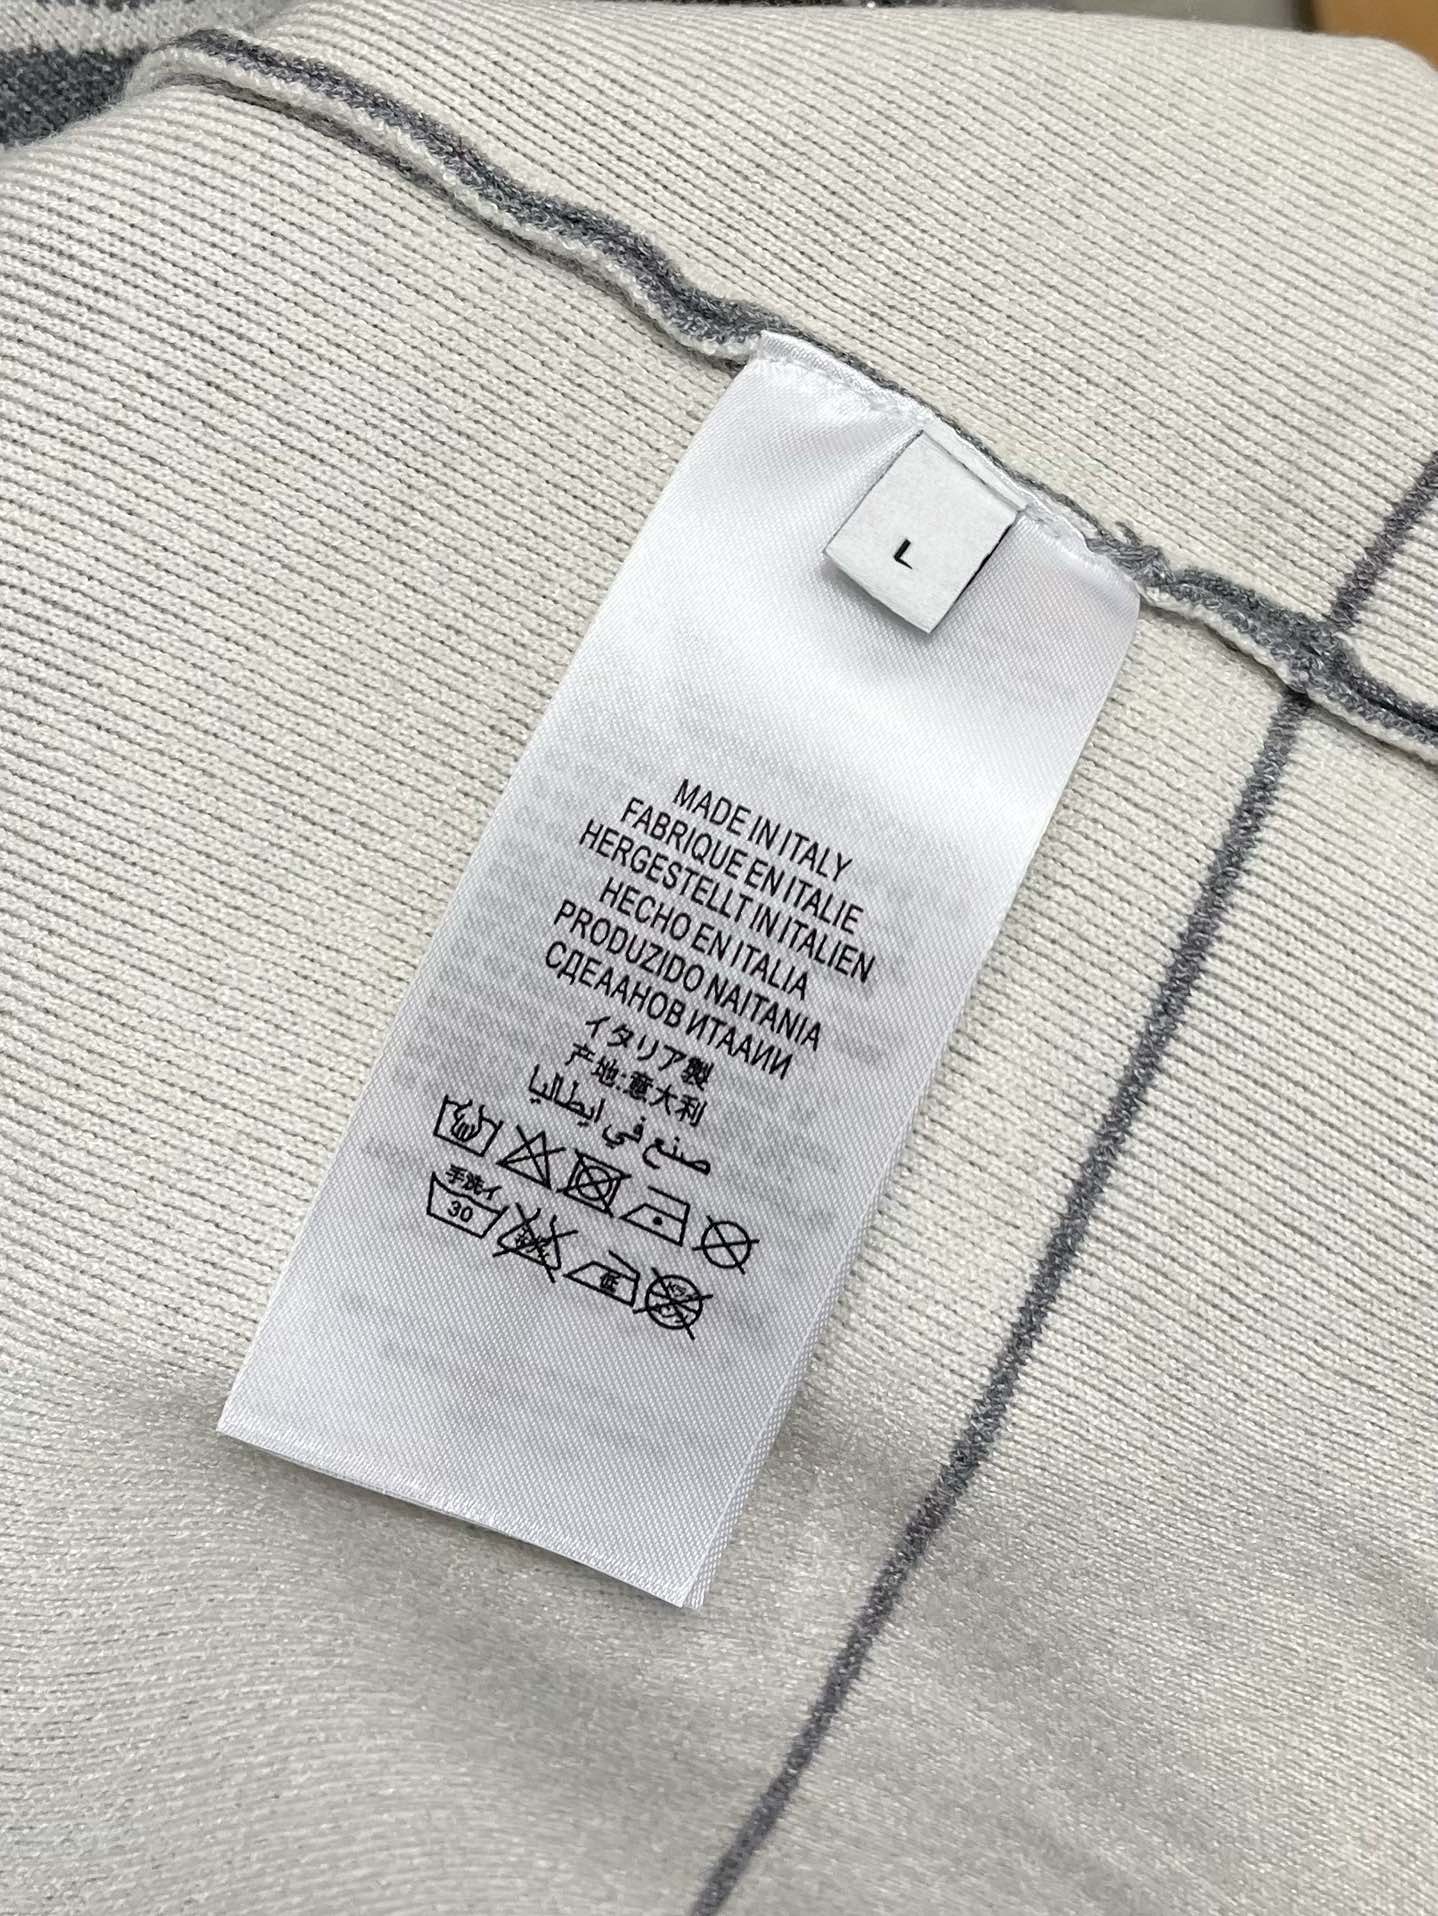 L
MADE IN ITALY
FABRIQUE EN ITALIE
HERGESTELLT IN ITALIEN
HECHO EN ITALIA
PRODUZIDO NAITANIA
СДЕААНОВ ИТААИИ
イタリア製
产地:意大利
صنع في ايطاليا
手洗イ
30
低